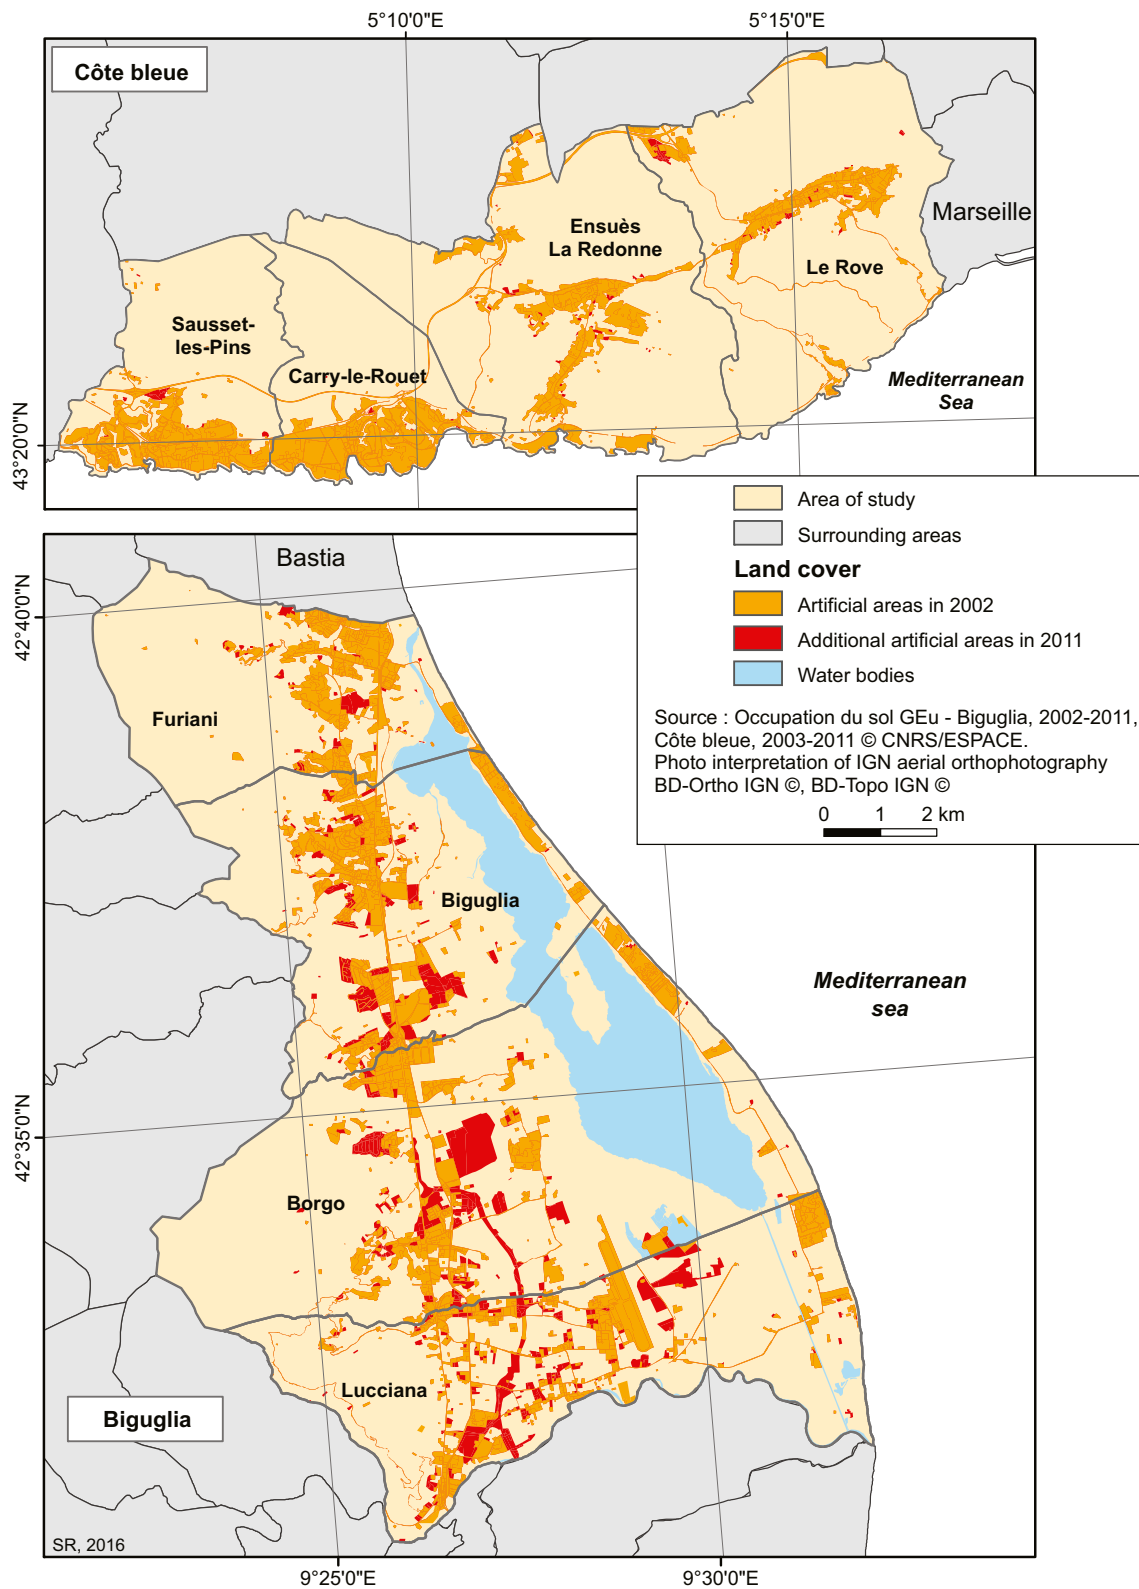 5°10'0"E
5°15'0"E
Côte bleue
Marseille
Ensuès
La Redonne
Le Rove
Sausset-
les-Pins
Carry-le-Rouet
Mediterranean
Sea
43°20'0"N
Area of study
Surrounding areas
Land cover
Artificial areas in 2002
Additional artificial areas in 2011
Water bodies
Source : Occupation du sol GEu - Biguglia, 2002-2011,
Côte bleue, 2003-2011 © CNRS/ESPACE.
Photo interpretation of IGN aerial orthophotography
BD-Ortho IGN ©, BD-Topo IGN ©
0 1 2 km
Bastia
42°40'0"N
Furiani
Biguglia
Mediterranean
sea
42°35'0"N
Borgo
Lucciana
Biguglia
SR, 2016
9°25'0"E
9°30'0"E